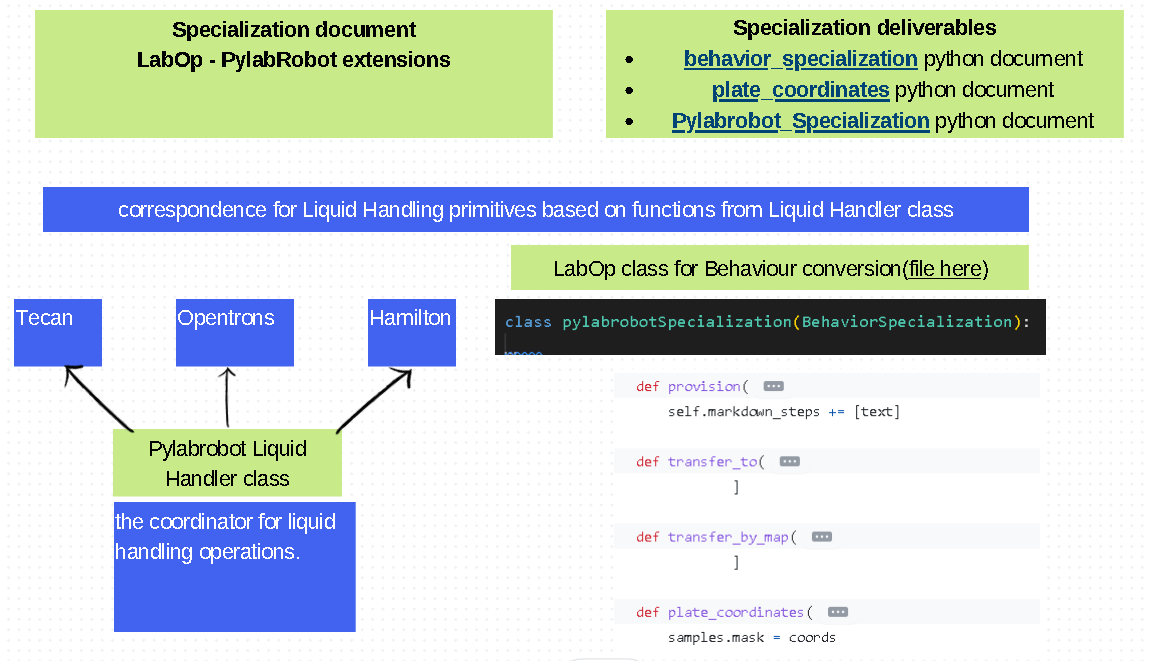 Specialization document
LabOp - PylabRobot extensions
Specialization deliverables
• behavior_specialization python document
• plate_coordinates python document
• Pylabrobot_Specialization python document
correspondence for Liquid Handling primitives based on functions from Liquid Handler class
LabOp class for Behaviour conversion(file here)
Tecan
Opentrons
Hamilton
Pylabrobot Liquid
Handler class
the coordinator for liquid
handling operations.
class pylabrobotSpecialization(BehaviorSpecialization):
def provision( ...
self.markdown_steps += [text]
def transfer_to( ...
]
def transfer_by_map( ...
]
def plate_coordinates( ...
samples.mask = coords